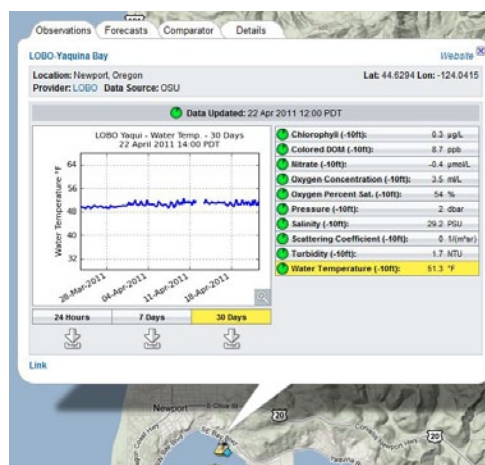 Observations Forecasts Comparator Details
LOBO-Yaquina Bay Website
Location: Newport, Oregon Lat: 44.6294 Lon: -124.0415
Provider: LOBO Data Source: OSU
Data Updated: 22 Apr 2011 12:00 PDT
LOBO Yaqui - Water Temp. - 30 Days
22 April 2011 14:00 PDT
Water Temperature °F
64
56
48
40
32
28-Mar-2011 04-Apr-2011 11-Apr-2011 18-Apr-2011
Chlorophyll (-10ft): 0.3 µg/L
Colored DOM (-10ft): 8.7 ppb
Nitrate (-10ft): -0.4 µmol/L
Oxygen Concentration (-10ft): 3.5 ml/L
Oxygen Percent Sat. (-10ft): 54 %
Pressure (-10ft): 2 dbar
Salinity (-10ft): 29.2 PSU
Scattering Coefficient (-10ft): 0 1/(m*sr)
Turbidity (-10ft): 1.7 NTU
Water Temperature (-10ft): 51.3 °F
24 Hours 7 Days 30 Days
Link
Newport
20
SE Bay Blvd
20
Corvallis Newport Hwy